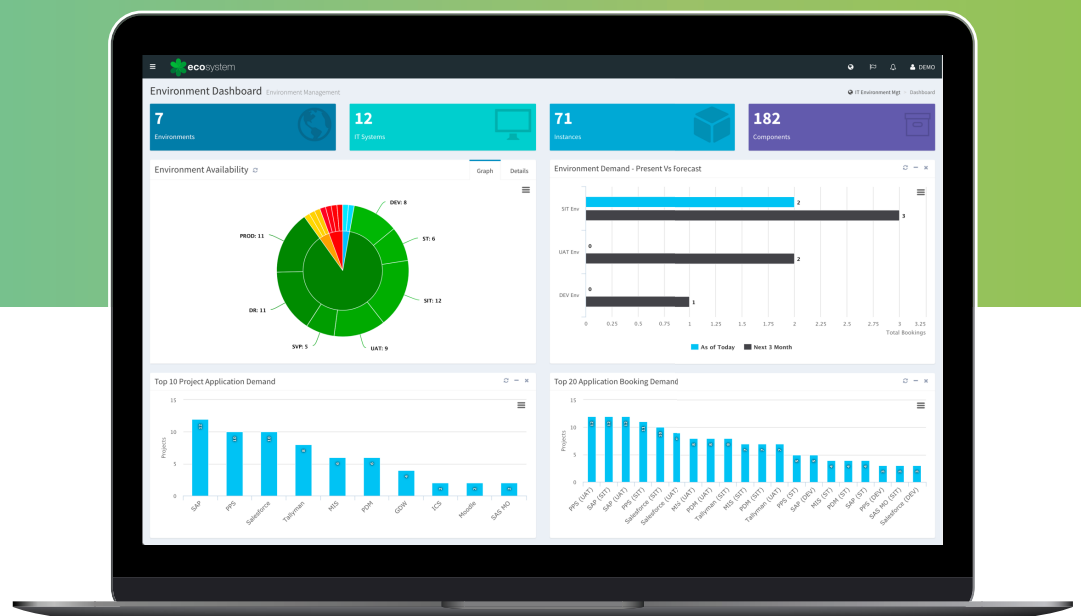 ecosystem
DEMO
Environment Dashboard Environment Management
IT Environment Mgt - Dashboard
7
Environments
12
IT Systems
71
Instances
182
Components
Environment Availability
Graph Details
DEV: 8
ST: 6
SIT: 12
UAT: 9
SVP: 5
DR: 11
PROD: 11
Environment Demand - Present Vs Forecast
SIT Env
2
3
UAT Env
0
2
DEV Env
0
1
0 0.25 0.5 0.75 1 1.25 1.5 1.75 2 2.25 2.5 2.75 3 3.25
Total Bookings
As of Today Next 3 Month
Top 10 Project Application Demand
15
10
5
0
Projects
SAP
PPS
Salesforce
Tallyman
MIS
PDM
GDW
ICS
Moodle
SAS MO
Top 20 Application Booking Demand
15
10
5
0
Projects
PPS (UAT)
SAP (SIT)
SAP (UAT)
PPS (SIT)
Salesforce (SIT)
Salesforce (UAT)
MIS (UAT)
PDM (UAT)
Tallyman (SIT)
MIS (SIT)
PDM (SIT)
Tallyman (UAT)
PPS (ST)
SAP (DEV)
MIS (ST)
PDM (ST)
SAP (ST)
PPS (DEV)
SAS MO (SIT)
Salesforce (DEV)